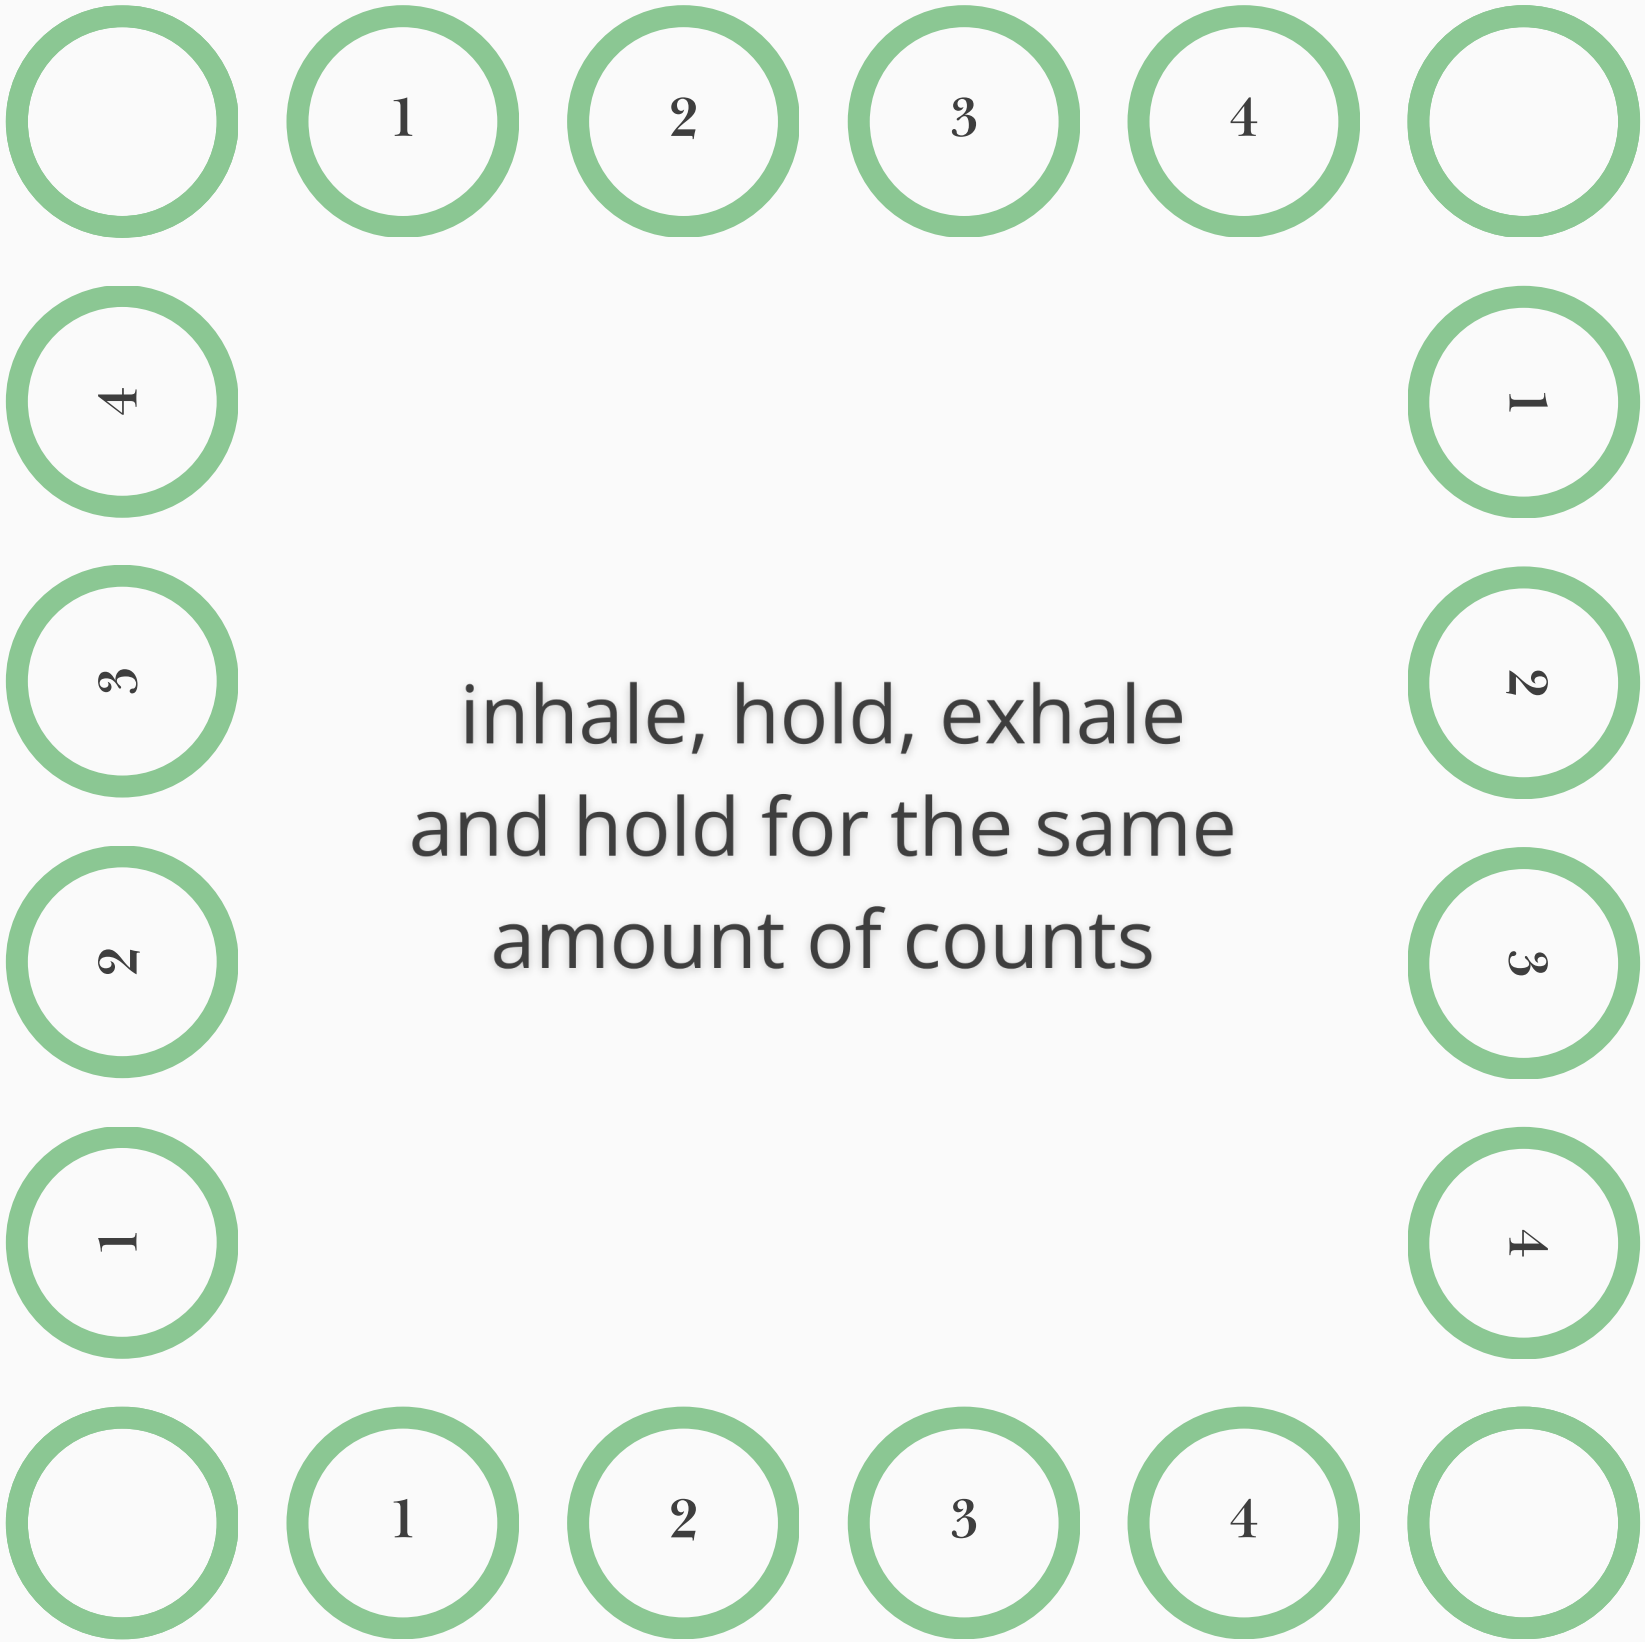 1 2 3 4
4 1
3 2
inhale, hold, exhale
and hold for the same
amount of counts
2 3
1 4
1 2 3 4